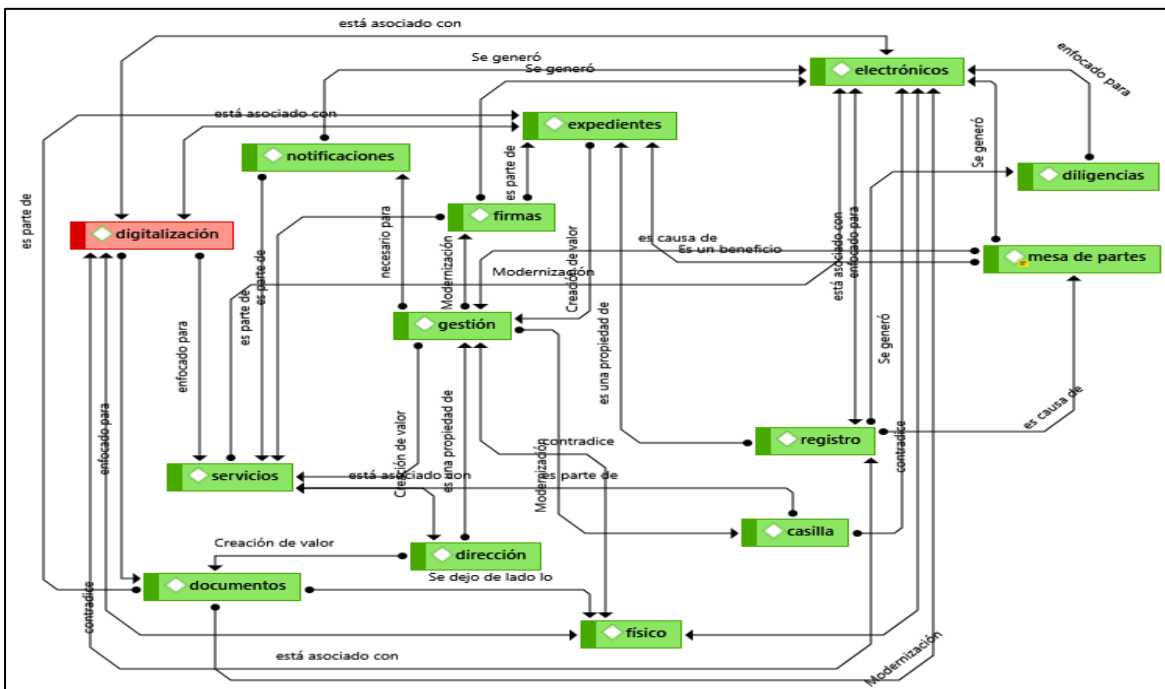 está asociado con
Se generó
Se generó
electrónicos
enfocado para
está asociado con
expedientes
notificaciones
es parte de
es parte de
Se generó
diligencias
digitalización
firmas
necesario para
Modernización
es causa de
Es un beneficio
mesa de partes
Creación de valor
está asociado con
enfocado para
Modernización
es parte de
es parte de
gestión
enfocado para
es una propiedad de
Se generó
enfocado para
Creación de valor
es una propiedad de
contradice
Modernización
registro
es causa de
contradice
servicios
está asociado con
es parte de
casilla
Creación de valor
dirección
Se dejo de lado lo
documentos
contradice
físico
está asociado con
Modernización